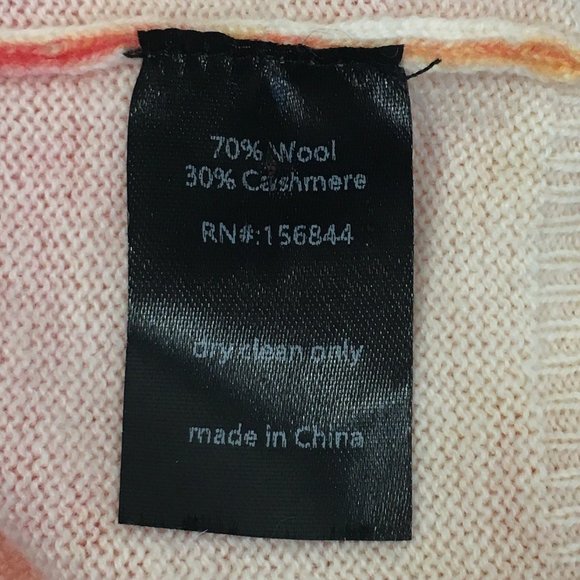 70% Wool
30% Cashmere
RN#:156844
dry clean only
made in China